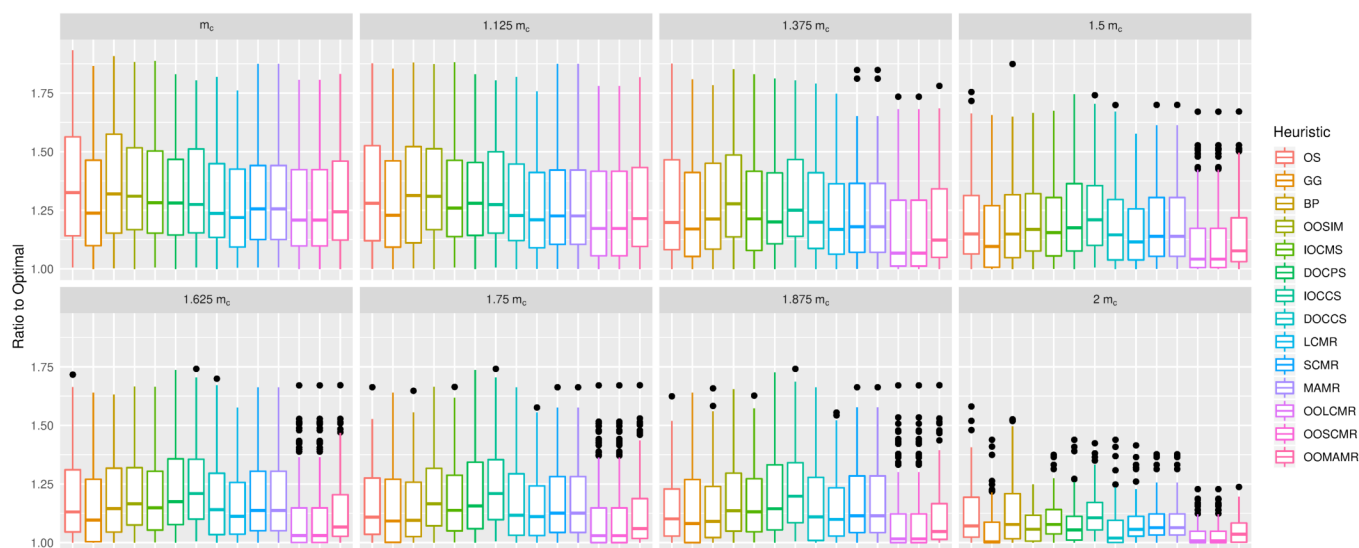 m_c
1.125 m_c
1.375 m_c
1.5 m_c
1.75
1.50
1.25
1.00
Ratio to Optimal
1.625 m_c
1.75 m_c
1.875 m_c
2 m_c
1.75
1.50
1.25
1.00
Heuristic
OS
GG
BP
OOSIM
IOCMS
DOCPS
IOCCS
DOCCS
LCMR
SCMR
MAMR
OOLCMR
OOSCMR
OOMAMR